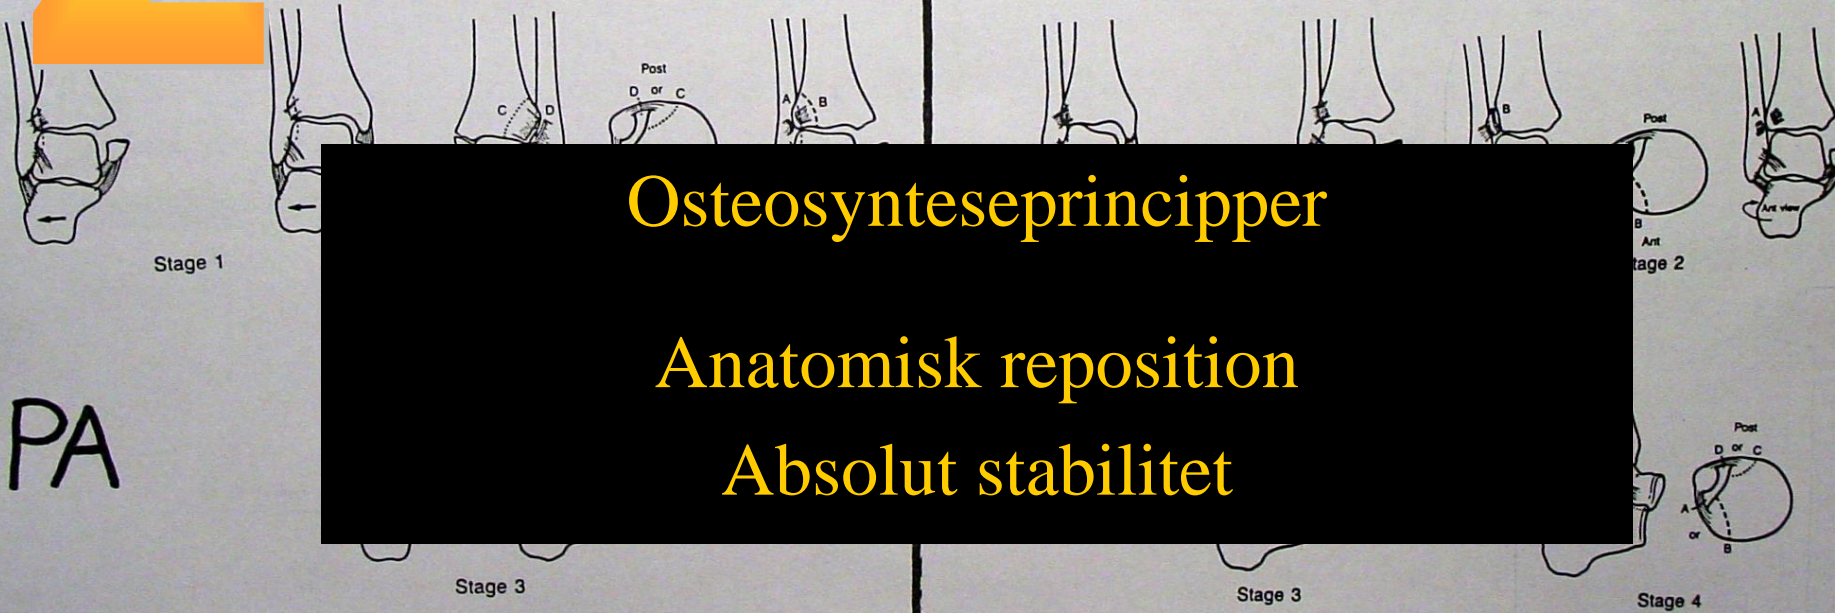 Post
D or C
C
D
A
B
Post
B
A
Ant view
B
Ant
Stage 1
tage 2
Osteosynteseprincipper
Anatomisk reposition
Absolut stabilitet
PA
Post
D or C
A
or
B
Stage 3
Stage 3
Stage 4